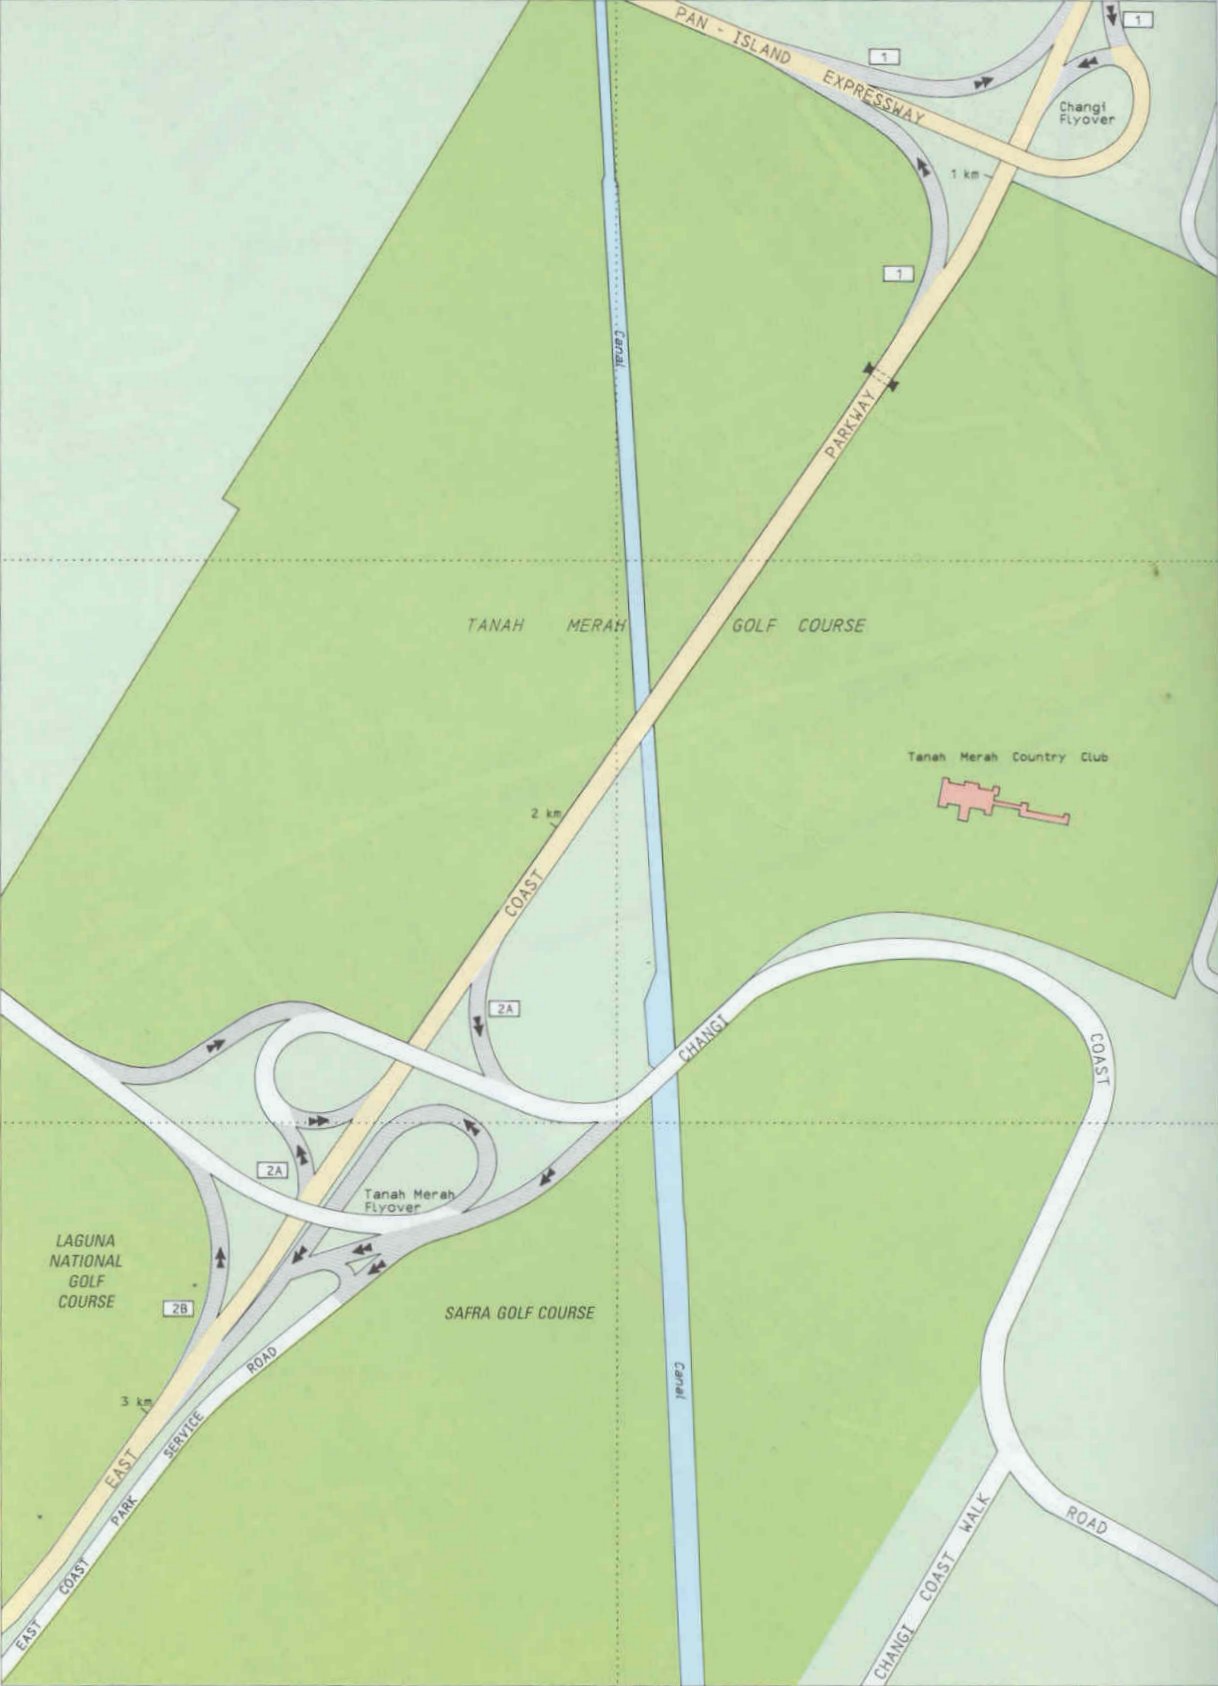 PAN - ISLAND EXPRESSWAY
1
1
Changi
Flyover
1 km
1
Canal
PARKWAY
TANAH MERAH GOLF COURSE
Tanah Merah Country Club
2 km
COAST
2A
CHANGI
COAST
2A
Tanah Merah
Flyover
LAGUNA
NATIONAL
GOLF
COURSE
2B
SAFRA GOLF COURSE
ROAD
Canal
3 km
SERVICE
EAST
PARK
COAST
EAST
ROAD
CHANGI COAST WALK